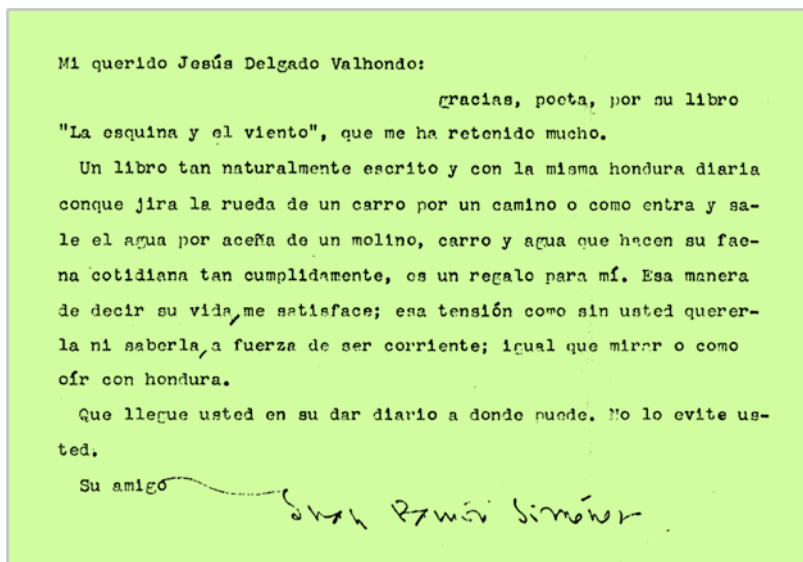 Mi querido Jesús Delgado Valhondo:
gracias, poeta, por su libro
"La esquina y el viento", que me ha retenido mucho.
Un libro tan naturalmente escrito y con la misma hondura diaria
conque jira la rueda de un carro por un camino o como entra y sa-
le el agua por aceña de un molino, carro y agua que hacen su fae-
na cotidiana tan cumplidamente, es un regalo para mí. Esa manera
de decir su vida, me satisface; esa tensión como sin usted querer-
la ni saberla, a fuerza de ser corriente; igual que mirar o como
oír con hondura.
Que llegue usted en su dar diario a donde puede. No lo evite us-
ted.
Su amigo
Juan Ramón Jiménez